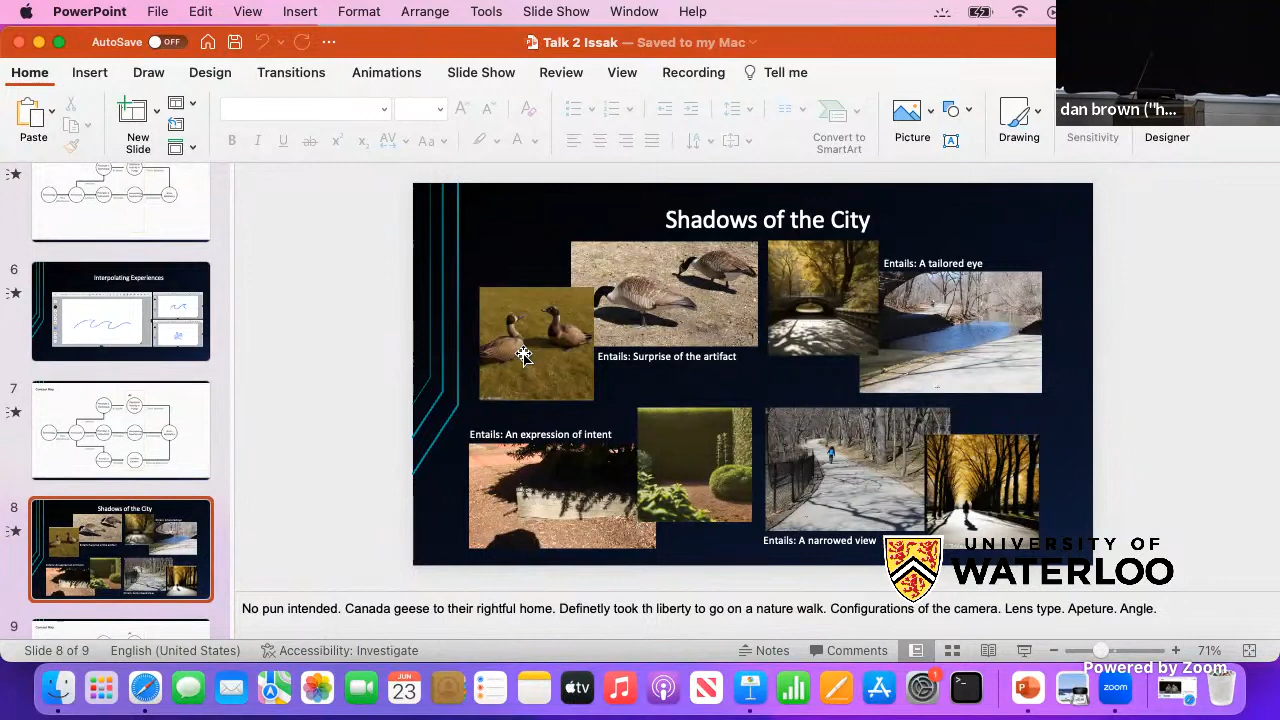 PowerPoint File Edit View Insert Format Arrange Tools Slide Show Window Help
AutoSave OFF
Talk 2 Issak — Saved to my Mac
Home Insert Draw Design Transitions Animations Slide Show Review View Recording Tell me
dan brown ("h...
Paste
New
Slide
Convert to
SmartArt
Picture
Drawing
Sensitivity
Designer
6
Interpolating Experiences
7
8
Shadows of the City
9
Shadows of the City
Entails: A tailored eye
Entails: Surprise of the artifact
Entails: An expression of intent
Entails: A narrowed view
UNIVERSITY OF
WATERLOO
No pun intended. Canada geese to their rightful home. Definetly took th liberty to go on a nature walk. Configurations of the camera. Lens type. Apeture. Angle.
Slide 8 of 9 English (United States) Accessibility: Investigate Notes Comments 71%
Powered by Zoom
JUN
23
tv
zoom